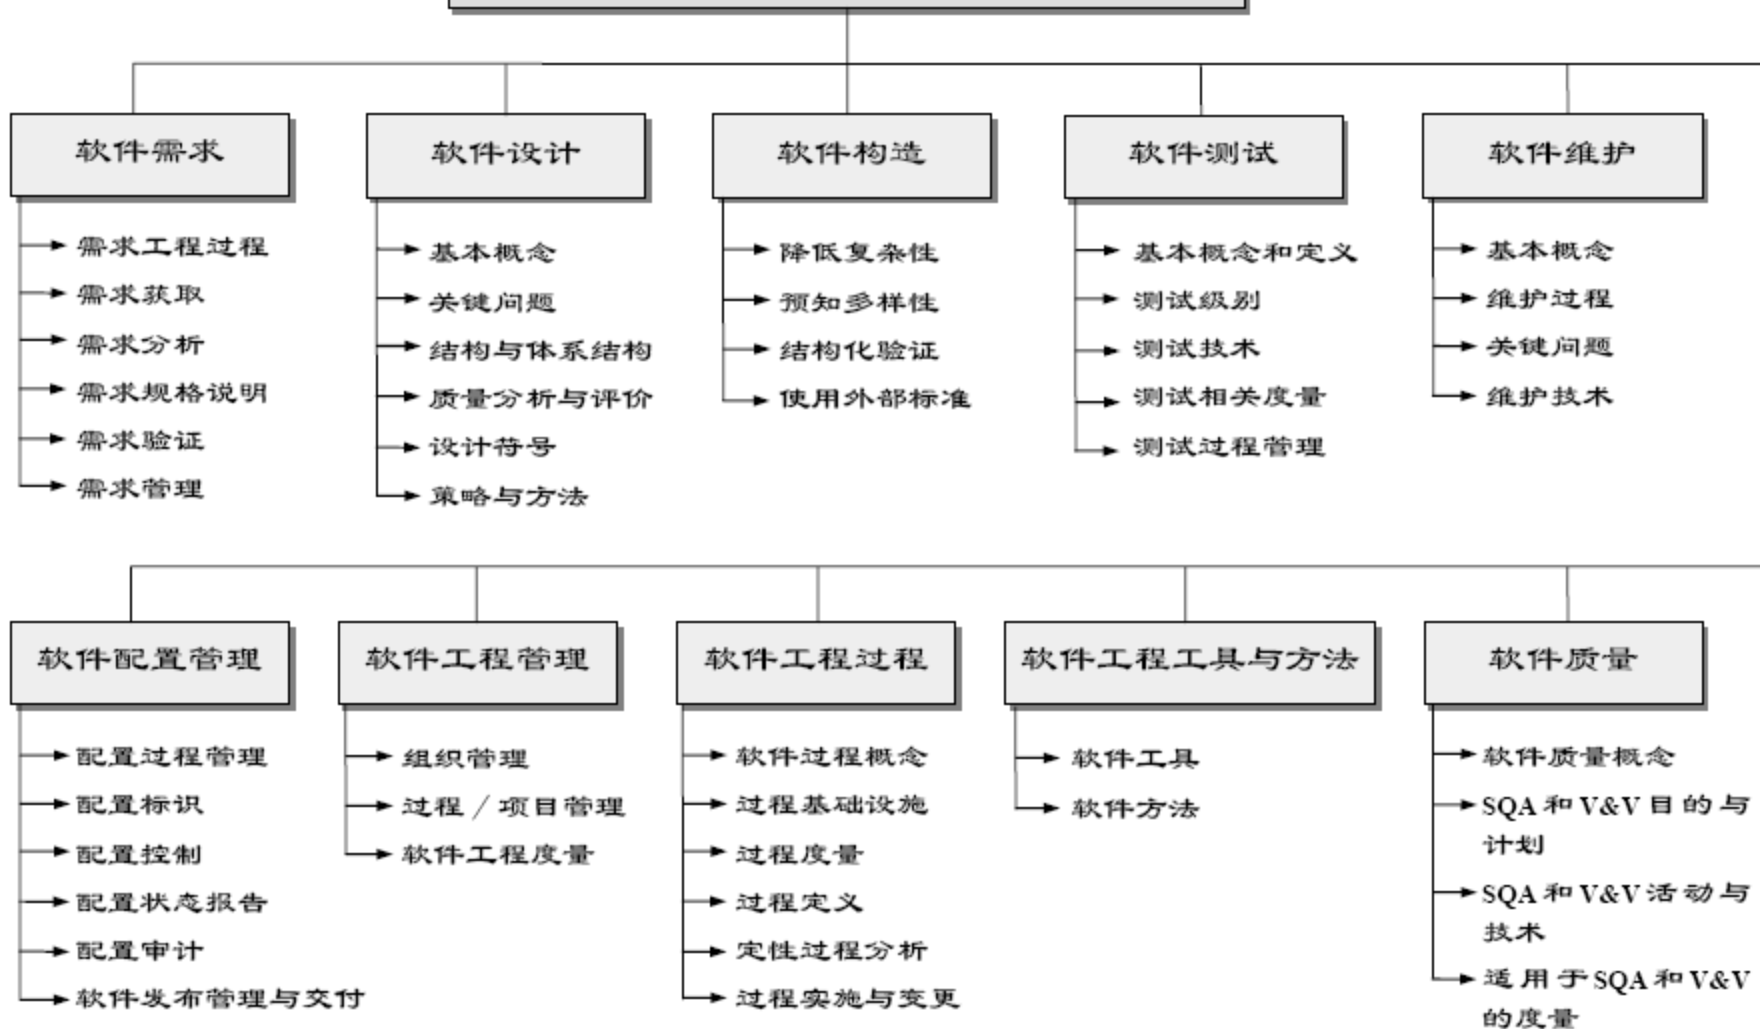 软件需求
需求工程过程
需求获取
需求分析
需求规格说明
需求验证
需求管理
软件设计
基本概念
关键问题
结构与体系结构
质量分析与评价
设计符号
策略与方法
软件构造
降低复杂性
预知多样性
结构化验证
使用外部标准
软件测试
基本概念和定义
测试级别
测试技术
测试相关度量
测试过程管理
软件维护
基本概念
维护过程
关键问题
维护技术
软件配置管理
配置过程管理
配置标识
配置控制
配置状态报告
配置审计
软件发布管理与交付
软件工程管理
组织管理
过程/项目管理
软件工程度量
软件工程过程
软件过程概念
过程基础设施
过程度量
过程定义
定性过程分析
过程实施与变更
软件工程工具与方法
软件工具
软件方法
软件质量
软件质量概念
SQA和V&V目的与
计划
SQA和V&V活动与
技术
适用于SQA和V&V
的度量